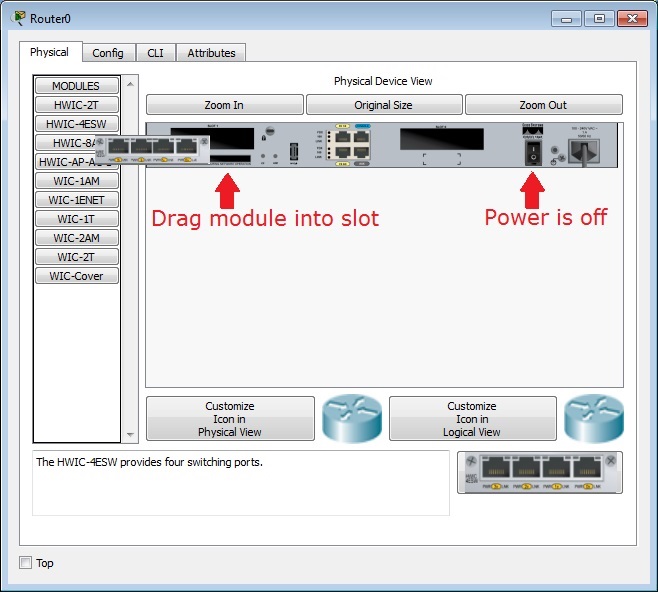 Router0
Physical
Config
CLI
Attributes
MODULES
HWIC-2T
HWIC-4ESW
HWIC-8A
HWIC-AP-AG-B
WIC-1AM
WIC-1ENET
WIC-1T
WIC-2AM
WIC-2T
WIC-Cover
Physical Device View
Zoom In
Original Size
Zoom Out
Drag module into slot
Power is off
Customize
Icon in
Physical View
Customize
Icon in
Logical View
The HWIC-4ESW provides four switching ports.
HWIC
4ESW
Top